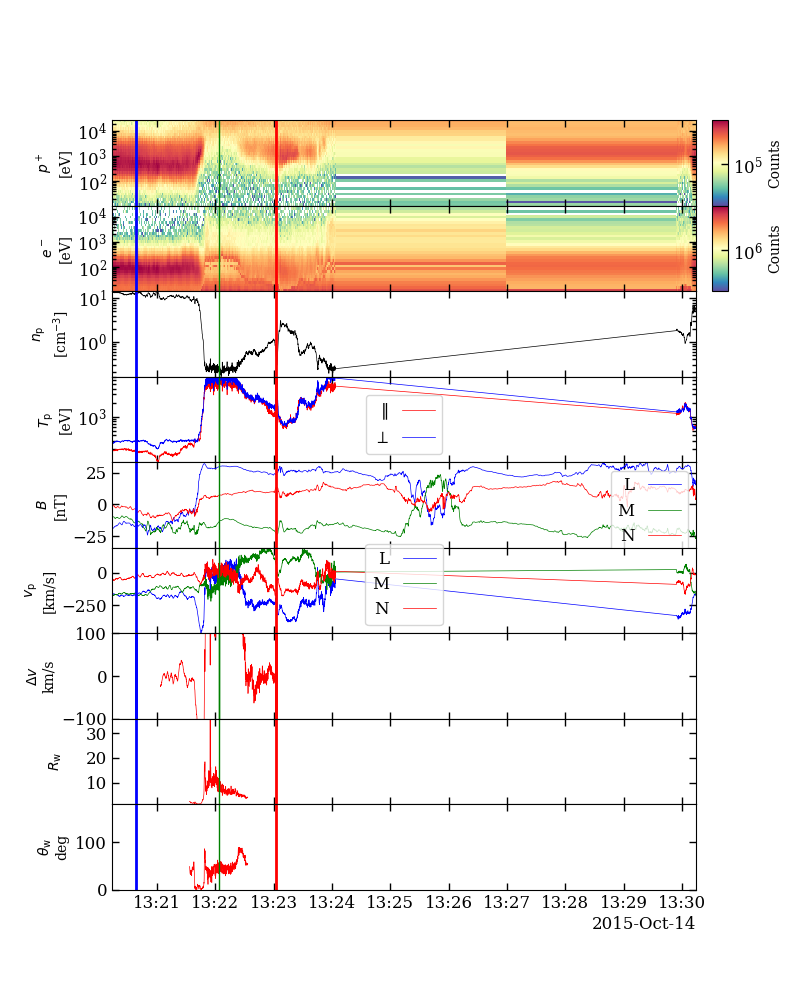 10⁴
10³
10²
p⁺
[eV]
10⁵
Counts
10⁴
10³
10²
e⁻
[eV]
10⁶
Counts
10¹
10⁰
nₚ
[cm⁻³]
10³
Tₚ
[eV]
∥
⊥
25
0
−25
B
[nT]
L
M
N
0
−250
vₚ
[km/s]
L
M
N
100
0
−100
Δv
km/s
30
20
10
R_w
100
0
θ_w
deg
13:21 13:22 13:23 13:24 13:25 13:26 13:27 13:28 13:29 13:30
2015-Oct-14